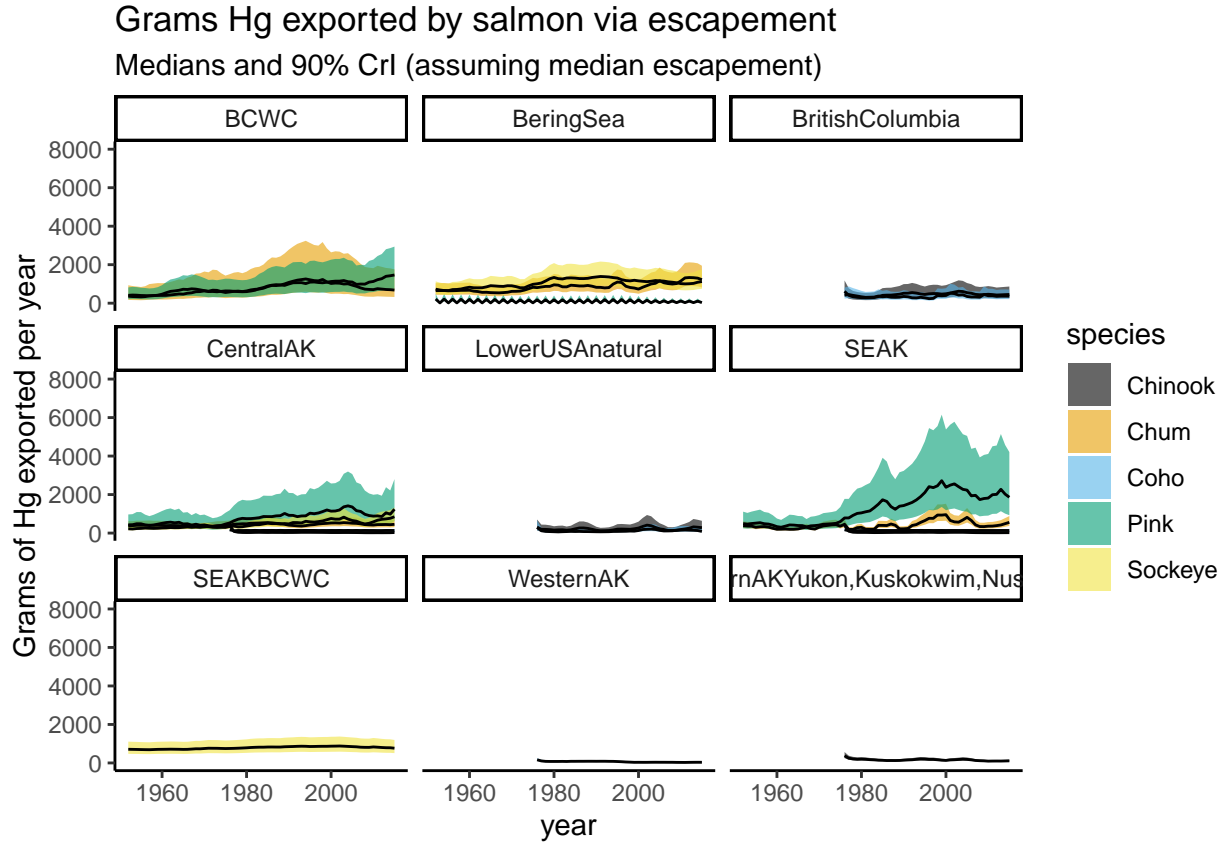 Grams Hg exported by salmon via escapement
Medians and 90% CrI (assuming median escapement)
BCWC
BeringSea
BritishColumbia
8000
6000
4000
2000
0
CentralAK
LowerUSAnatural
SEAK
8000
6000
4000
2000
0
SEAKBCWC
WesternAK
rnAKYukon,Kuskokwim,Nus
8000
6000
4000
2000
0
1960 1980 2000
1960 1980 2000
1960 1980 2000
year
Grams of Hg exported per year
species
Chinook
Chum
Coho
Pink
Sockeye